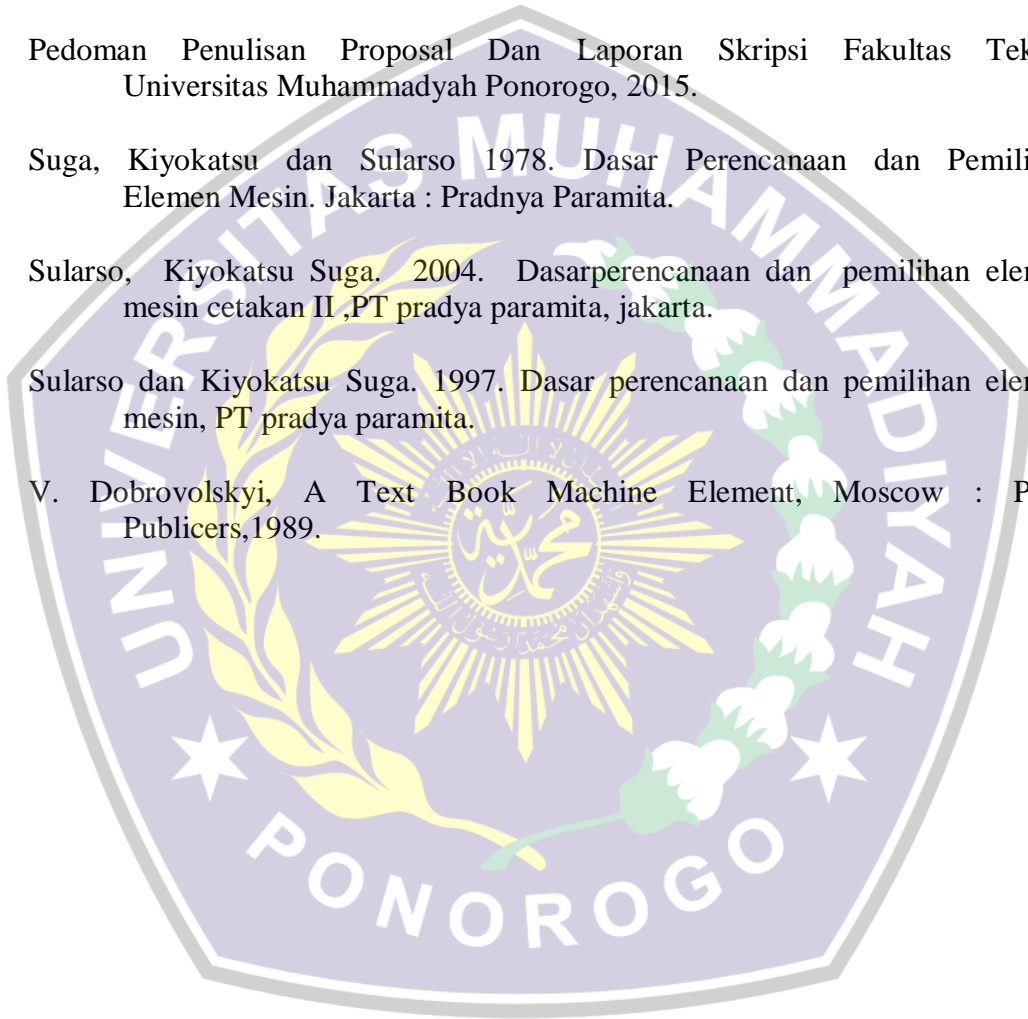 Pedoman Penulisan Proposal Dan Laporan Skripsi Fakultas Tek
Universitas Muhammadyah Ponorogo, 2015.
Suga, Kiyokatsu dan Sularso 1978. Dasar Perencanaan dan Pemili
Elemen Mesin. Jakarta : Pradnya Paramita.
Sularso, Kiyokatsu Suga. 2004. Dasarperencanaan dan pemilihan elem
mesin cetakan II ,PT pradya paramita, jakarta.
Sularso dan Kiyokatsu Suga. 1997. Dasar perencanaan dan pemilihan elem
mesin, PT pradya paramita.
V. Dobrovolskyi, A Text Book Machine Element, Moscow : P
Publicers,1989.
UNIVERSITAS MUHAMMADIYAH
PONOROGO
محمدية